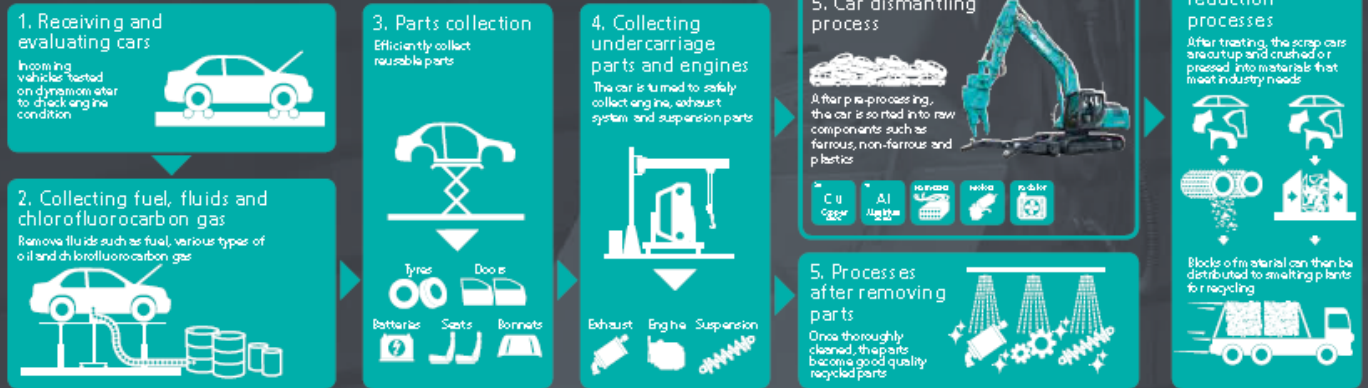 1. Receiving and
evaluating cars
Incoming
vehicles tested
on dynamometer
to check engine
condition
2. Collecting fuel, fluids and
chlorofluorocarbon gas
Remove fluids such as fuel, various types of
oil and chlorofluorocarbon gas
3. Parts collection
Efficiently collect
reusable parts
Tyres Doors
Batteries Seats Bonnets
4. Collecting
undercarriage
parts and engines
The car is turned to safely
collect engine, exhaust
system and suspension parts
Exhaust Engine Suspension
5. Car dismantling
process
After pre-processing,
the car is sorted into raw
components such as
ferrous, non-ferrous and
plastics
Cu
Copper
Al
Aluminium
Radiator
5. Processes
after removing
parts
Once thoroughly
cleaned, the parts
become good quality
recycled parts
reduction
processes
After treating, the scrap cars
are cut up and crushed or
pressed into materials that
meet industry needs
Blocks of material can then be
distributed to smelting plants
for recycling